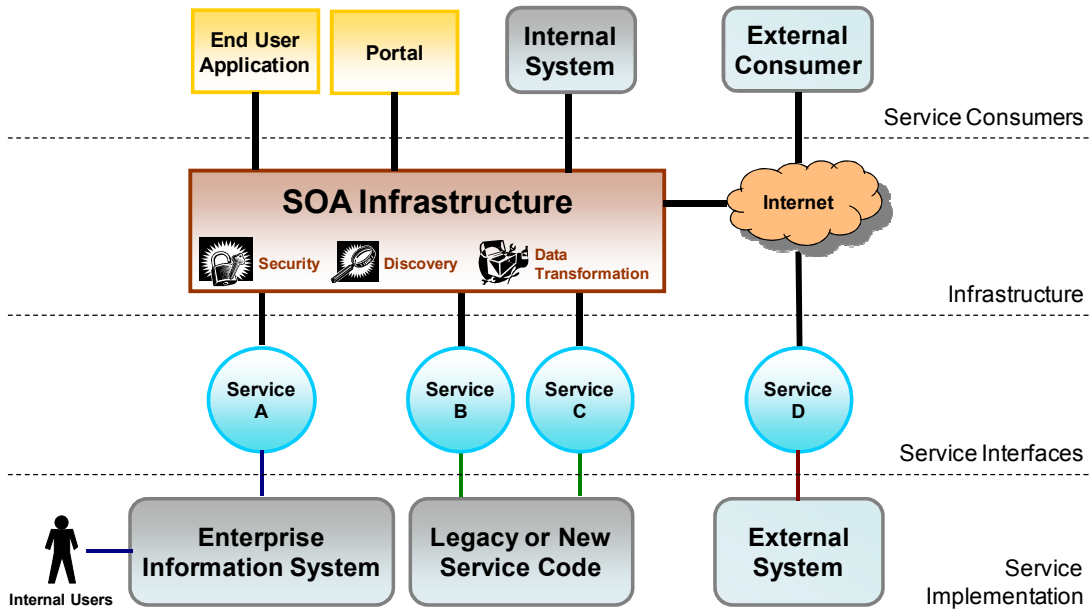 End User
Application
Portal
Internal
System
External
Consumer
Service Consumers
SOA Infrastructure
Internet
Security
Discovery
Data
Transformation
Infrastructure
Service
A
Service
B
Service
C
Service
D
Service Interfaces
Enterprise
Information System
Legacy or New
Service Code
External
System
Internal Users
Service
Implementation